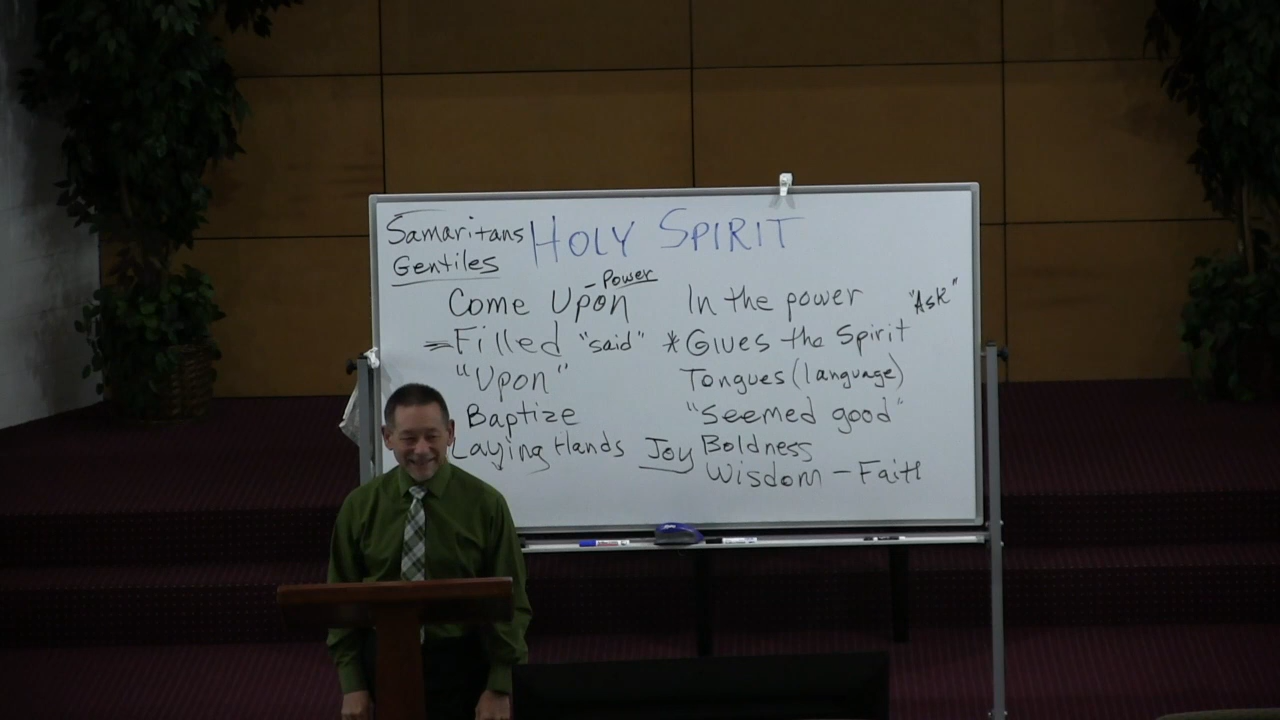 Samaritans HOLY SPIRIT
Gentiles
- Power
Come Upon In the power "Ask"
=Filled "said" *Gives the Spirit
"Upon" Tongues (language)
Baptize "Seemed good"
Laying Hands Joy Boldness
Wisdom - Faith